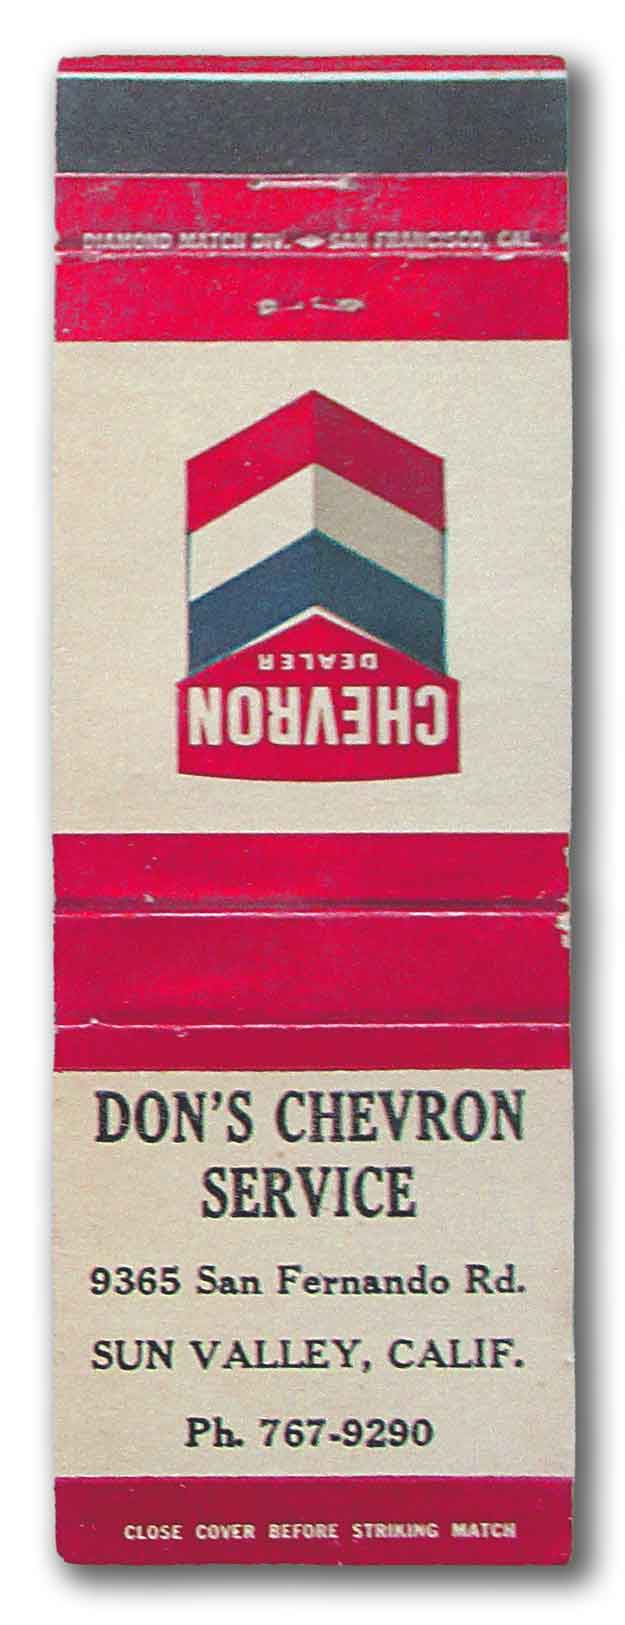 DIAMOND MATCH DIV. SAN FRANCISCO, CAL.
CHEVRON
DEALER
DON'S CHEVRON
SERVICE
9365 San Fernando Rd.
SUN VALLEY, CALIF.
Ph. 767-9290
CLOSE COVER BEFORE STRIKING MATCH